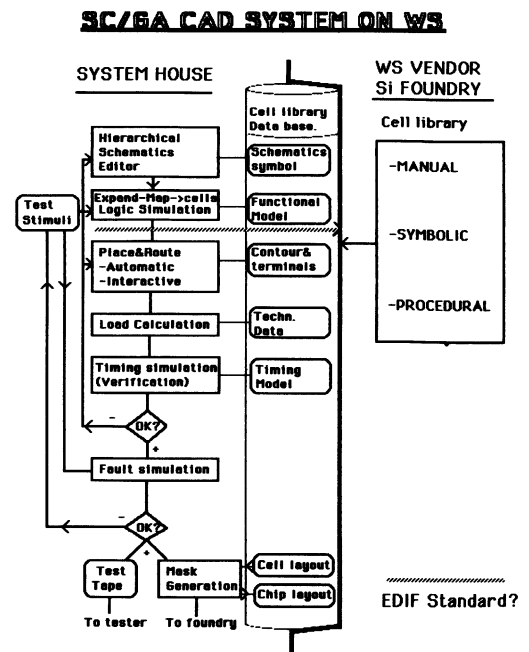 SC/GA CAD SYSTEM ON WS
SYSTEM HOUSE
WS VENDOR
Si FOUNDRY
Cell library
Data base.
Cell library
Hierarchical
Schematics
Editor
Schematics
symbol
-MANUAL
Test
Stimuli
Expand-Map->cells
Logic Simulation
Functional
Model
-SYMBOLIC
Place&Route
-Automatic
-Interactive
Contour&
terminals
-PROCEDURAL
Load Calculation
Techn.
Data
Timing simulation
(Verification)
Timing
Model
-
OK?
+
Fault simulation
-
OK?
+
Test
Tape
Mask
Generation
Cell layout
Chip layout
To tester
To foundry
EDIF Standard?